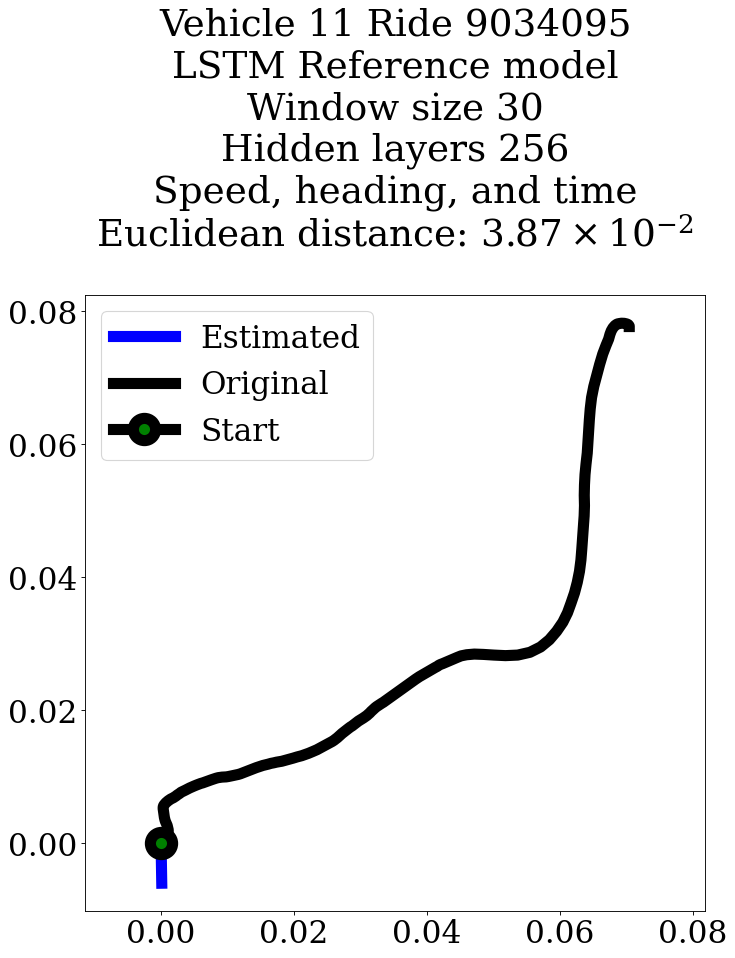 Vehicle 11 Ride 9034095
LSTM Reference model
Window size 30
Hidden layers 256
Speed, heading, and time
Euclidean distance: 3.87 × 10⁻²
0.08
Estimated
Original
Start
0.06
0.04
0.02
0.00
0.00 0.02 0.04 0.06 0.08